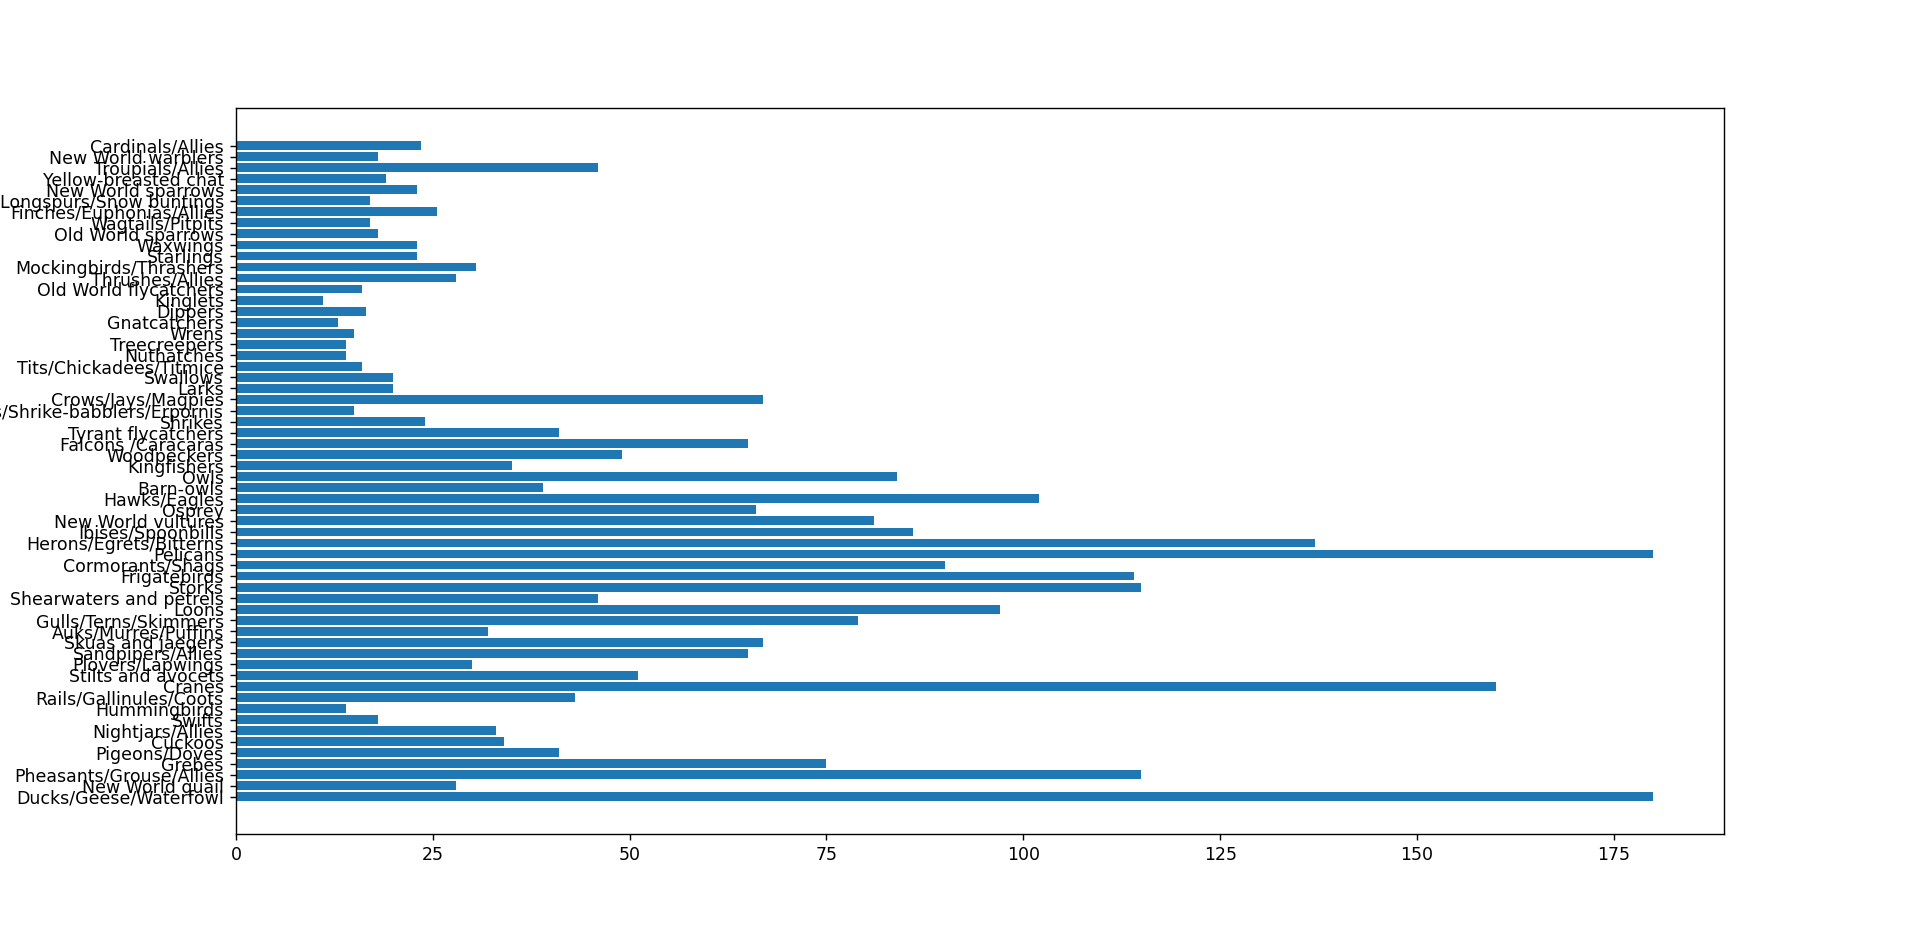 Cardinals/Allies
New World warblers
Troupials/Allies
Yellow-breasted chat
New World sparrows
Longspurs/Snow buntings
Finches/Euphonias/Allies
Wagtails/Pitpits
Old World sparrows
Waxwings
Starlings
Mockingbirds/Thrashers
Thrushes/Allies
Old World flycatchers
Kinglets
Dippers
Gnatcatchers
Wrens
Treecreepers
Nuthatches
Tits/Chickadees/Titmice
Swallows
Larks
Crows/Jays/Magpies
s/Shrike-babblers/Erpornis
Shrikes
Tyrant flycatchers
Falcons /Caracaras
Woodpeckers
Kingfishers
Owls
Barn-owls
Hawks/Eagles
Osprey
New World vultures
Ibises/Spoonbills
Herons/Egrets/Bitterns
Pelicans
Cormorants/Shags
Frigatebirds
Storks
Shearwaters and petrels
Loons
Gulls/Terns/Skimmers
Auks/Murres/Puffins
Skuas and jaegers
Sandpipers/Allies
Plovers/Lapwings
Stilts and avocets
Cranes
Rails/Gallinules/Coots
Hummingbirds
Swifts
Nightjars/Allies
Cuckoos
Pigeons/Doves
Grebes
Pheasants/Grouse/Allies
New World quail
Ducks/Geese/Waterfowl
0 25 50 75 100 125 150 175